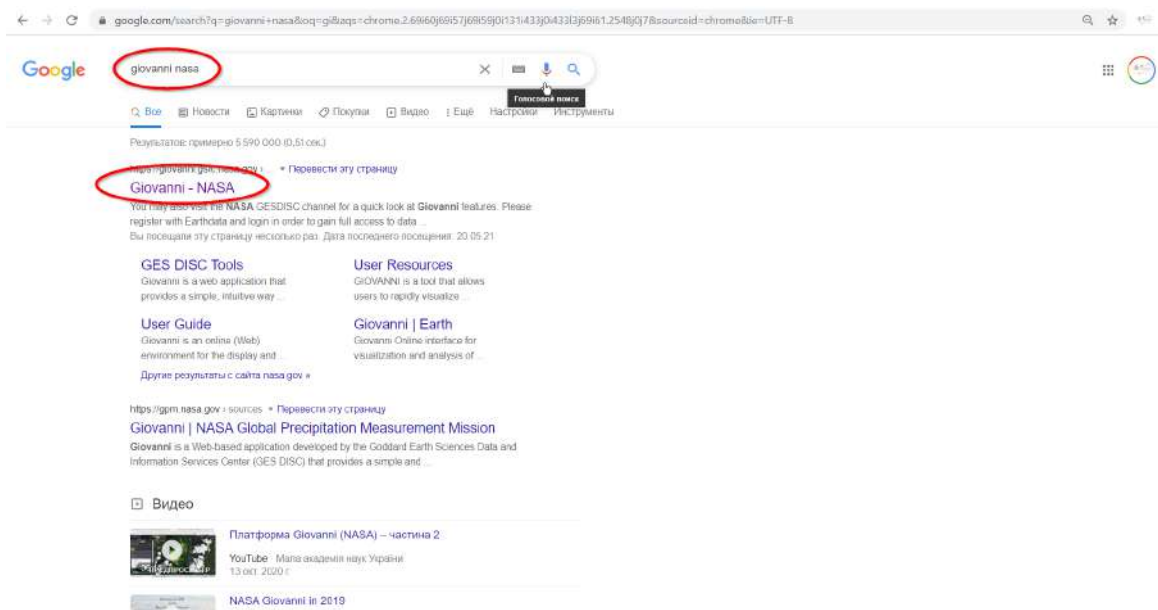 google.com/search?q=giovanni+nasa&oq=gi&aqs=chrome.2.69i60j69i57j69i59j0i131i433j0i433l3j69i61.2548j0j7&sourceid=chrome&ie=UTF-8
Google
giovanni nasa
Голосовой поиск
Все Новости Картинки Покупки Видео Ещё Настройки Инструменты
Результатов: примерно 5 590 000 (0,51 сек.)
https://giovanni.gsfc.nasa.gov › ... Перевести эту страницу
Giovanni - NASA
You may also visit the NASA GESDISC channel for a quick look at Giovanni features. Please
register with Earthdata and login in order to gain full access to data ...
Вы посещали эту страницу несколько раз. Дата последнего посещения: 20.05.21
GES DISC Tools
Giovanni is a web application that
provides a simple, intuitive way ...
User Resources
GIOVANNI is a tool that allows
users to rapidly visualize ...
User Guide
Giovanni is an online (Web)
environment for the display and ...
Giovanni | Earth
Giovanni Online interface for
visualization and analysis of ...
Другие результаты с сайта nasa.gov »
https://gpm.nasa.gov › sources Перевести эту страницу
Giovanni | NASA Global Precipitation Measurement Mission
Giovanni is a Web-based application developed by the Goddard Earth Sciences Data and
Information Services Center (GES DISC) that provides a simple and ...
Видео
Платформа Giovanni (NASA) – частина 2
YouTube · Мала академія наук України
13 окт. 2020 г.
ПРЕДПРОСМОТР
NASA Giovanni in 2019